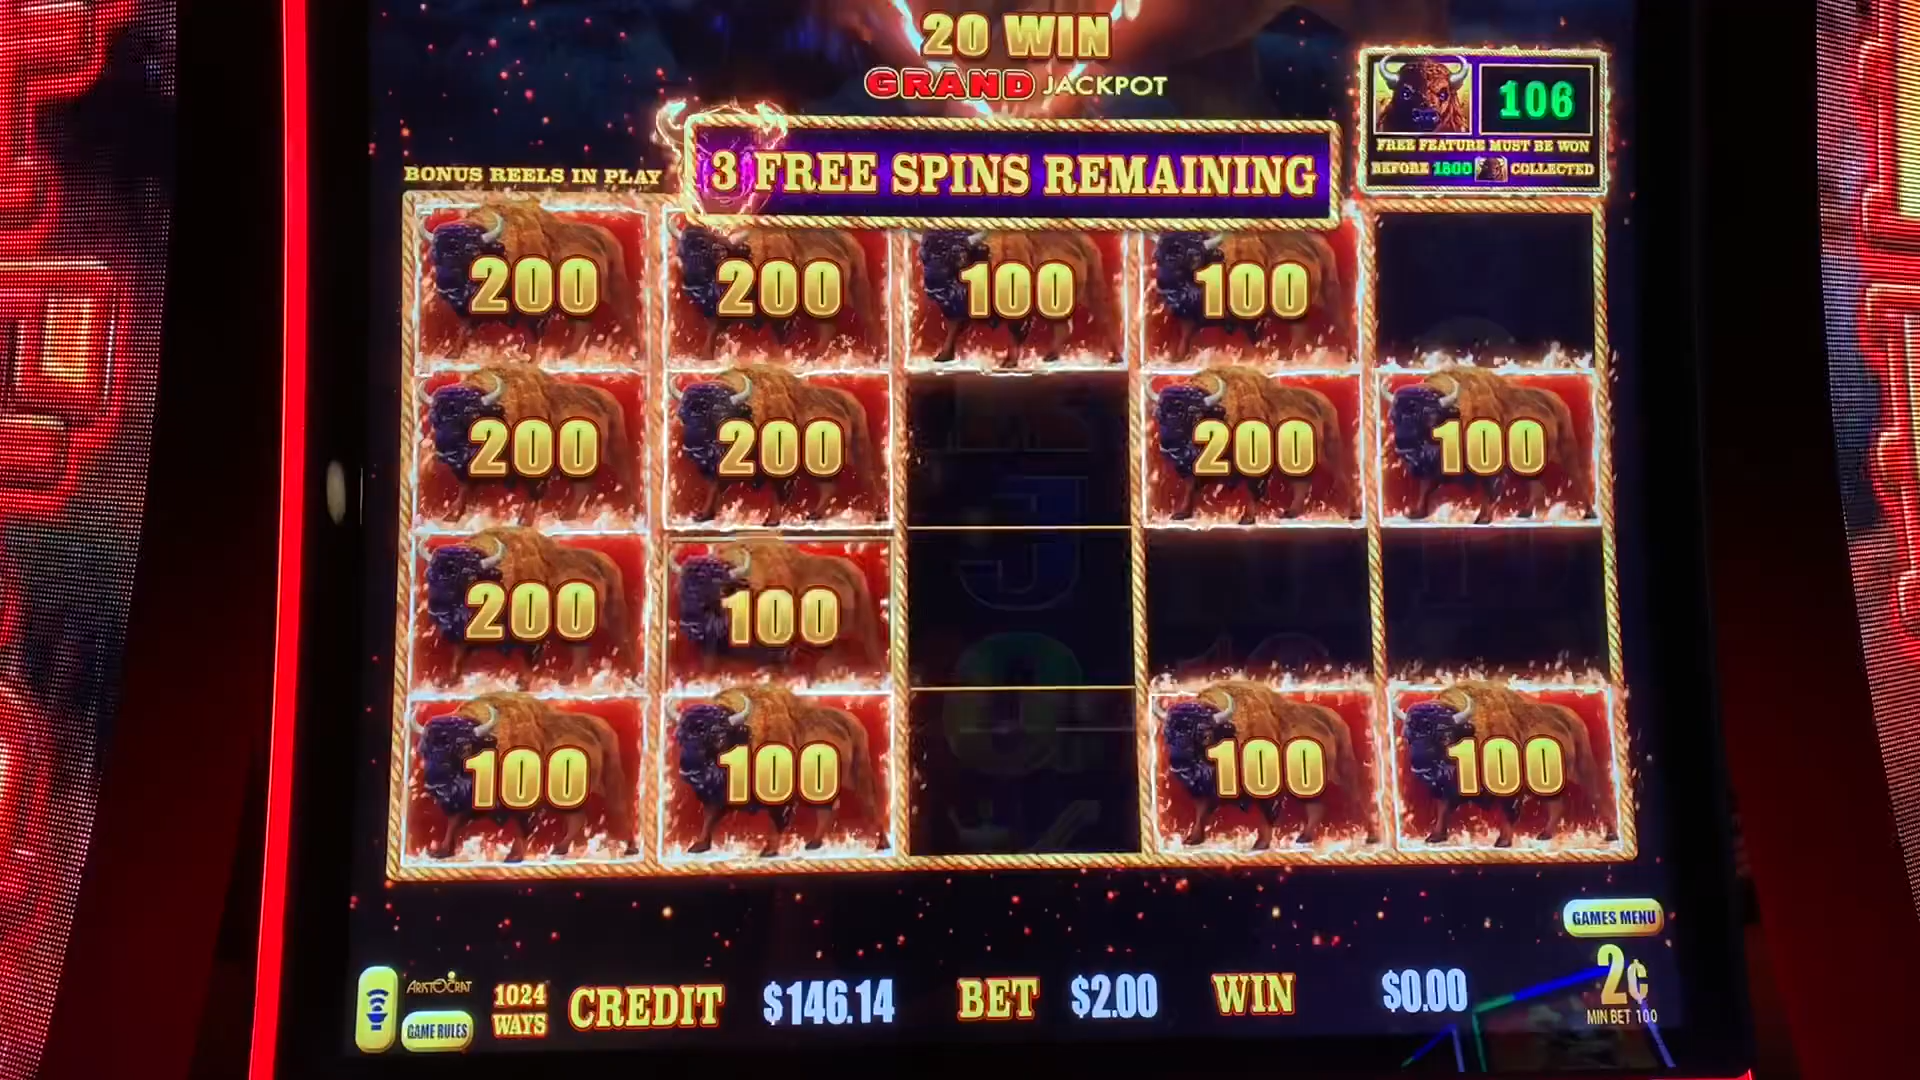 20 WIN
GRAND JACKPOT
106
FREE FEATURE MUST BE WON
BEFORE 1800 COLLECTED
BONUS REELS IN PLAY
3 FREE SPINS REMAINING
200 200 100 100
200 200 200 100
200 100
100 100 100 100
GAMES MENU
ARISTOCRAT
GAME RULES
1024
WAYS
CREDIT $146.14 BET $2.00 WIN $0.00
2¢
MIN BET 100